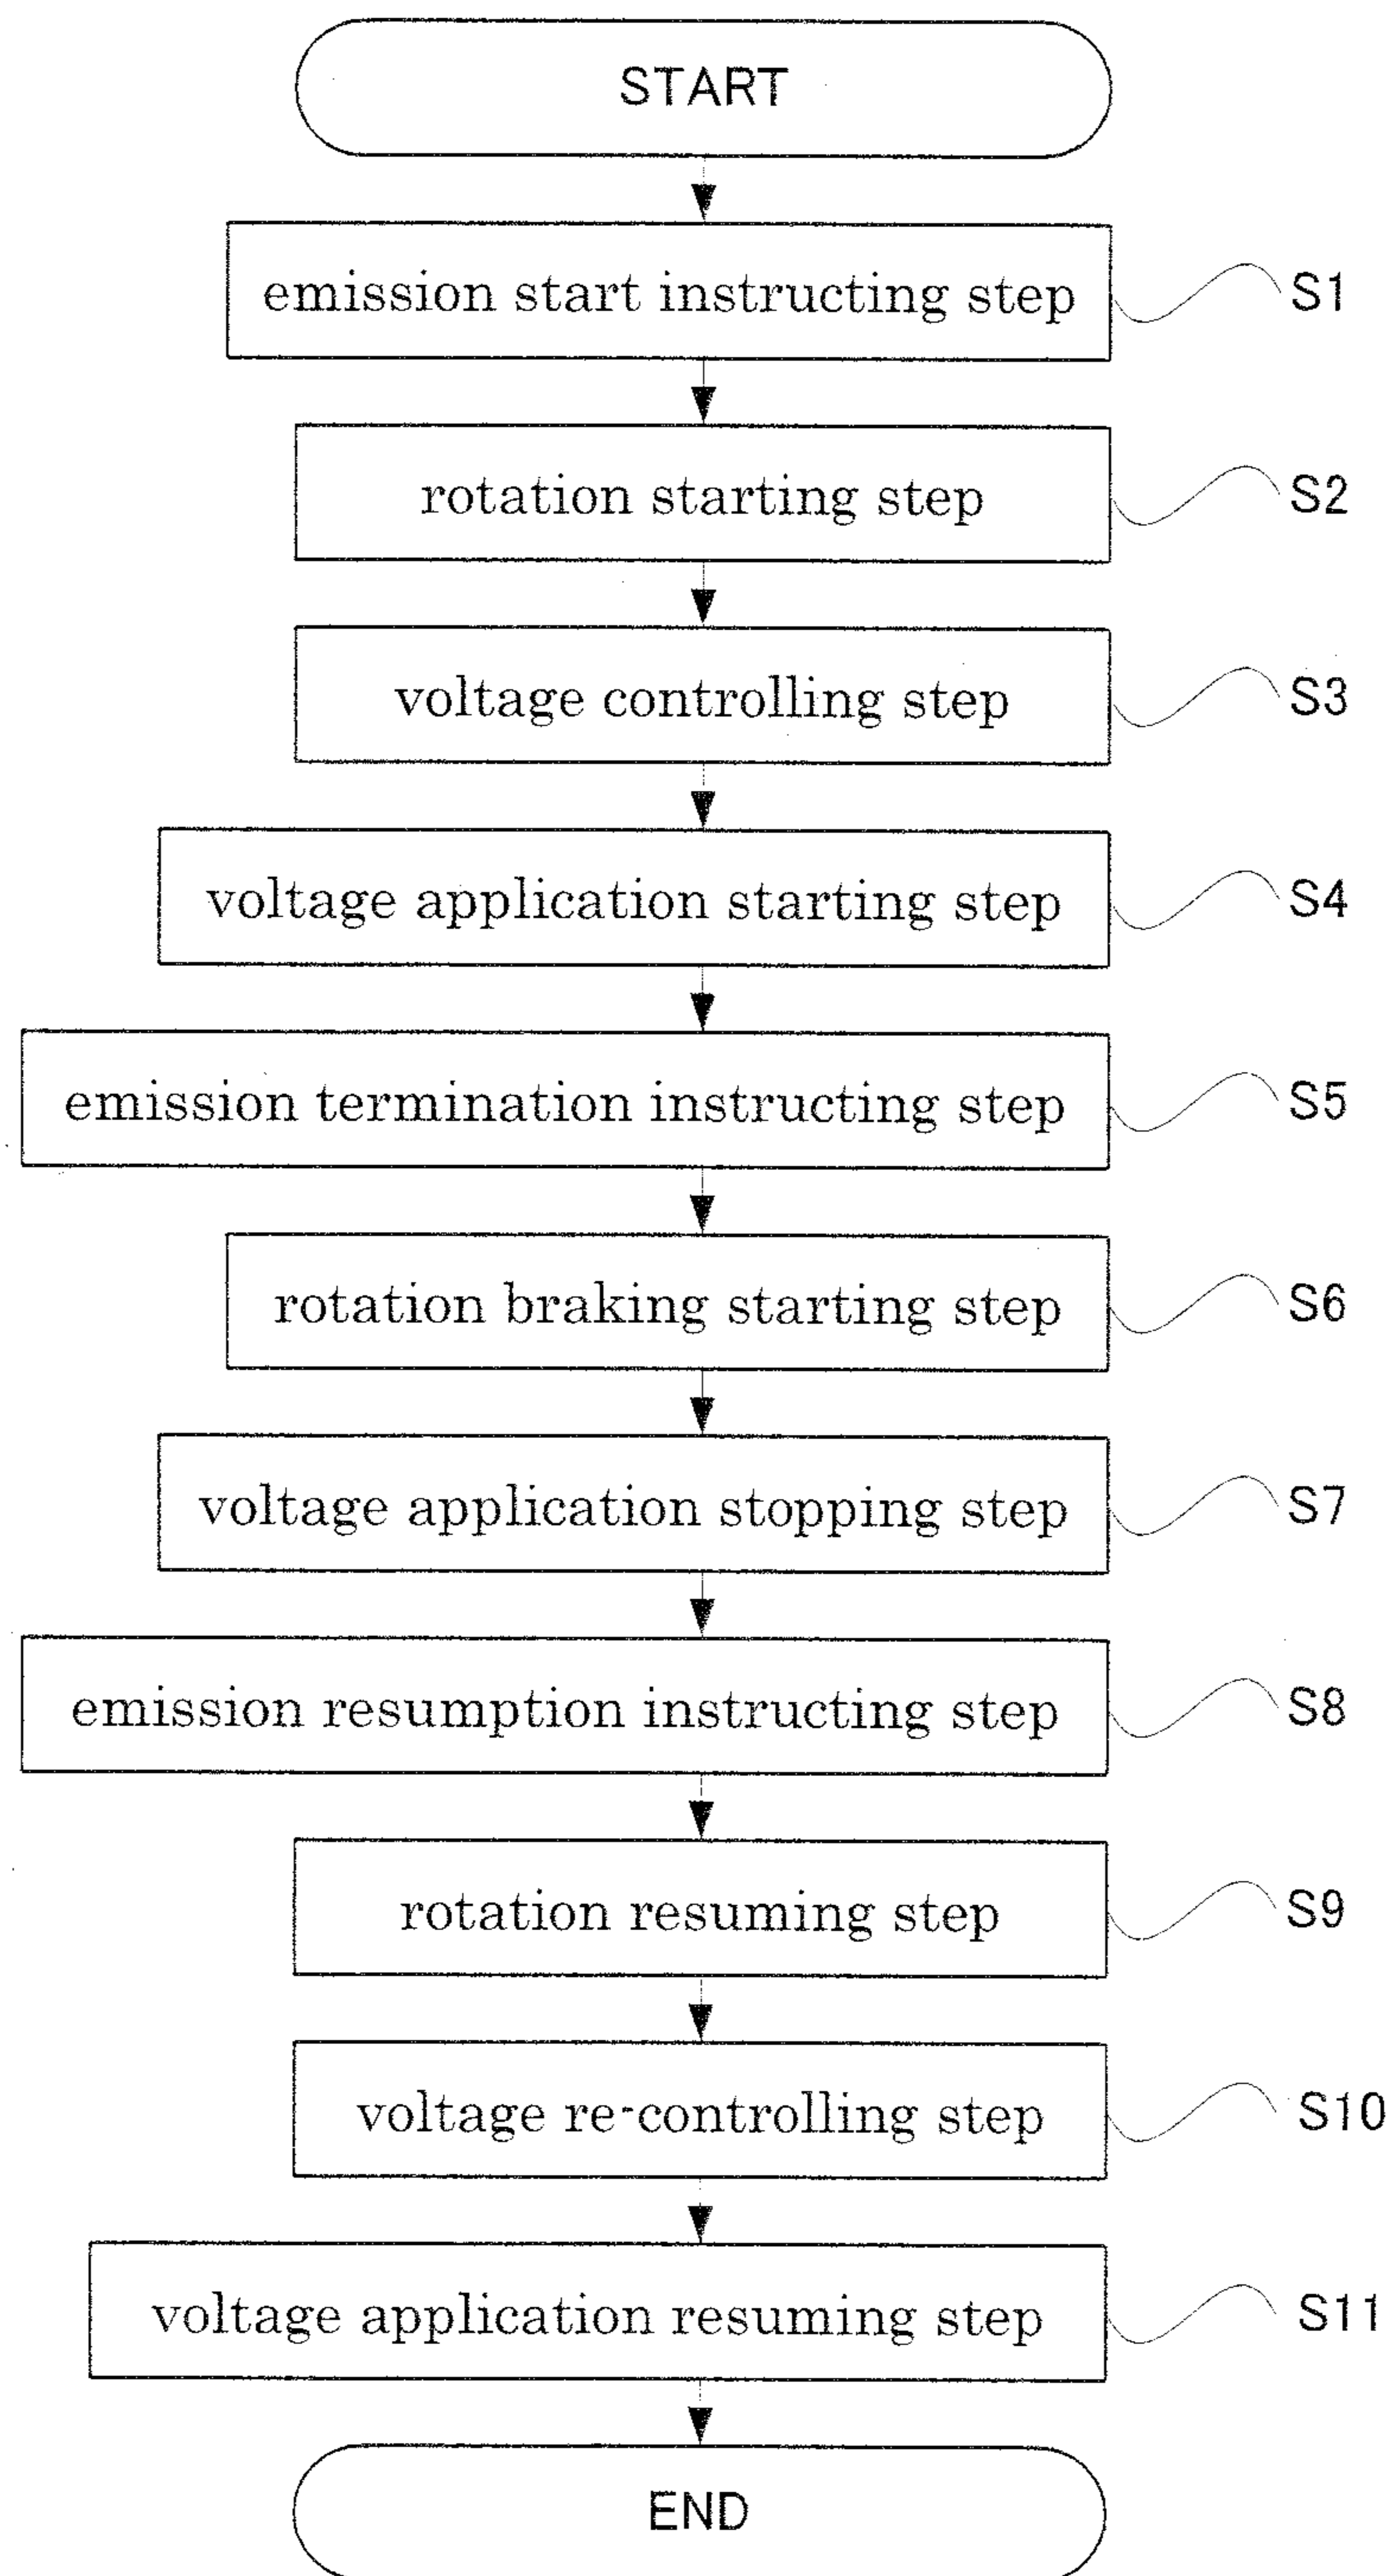 START
emission start instructing step S1
rotation starting step S2
voltage controlling step S3
voltage application starting step S4
emission termination instructing step S5
rotation braking starting step S6
voltage application stopping step S7
emission resumption instructing step S8
rotation resuming step S9
voltage re-controlling step S10
voltage application resuming step S11
END